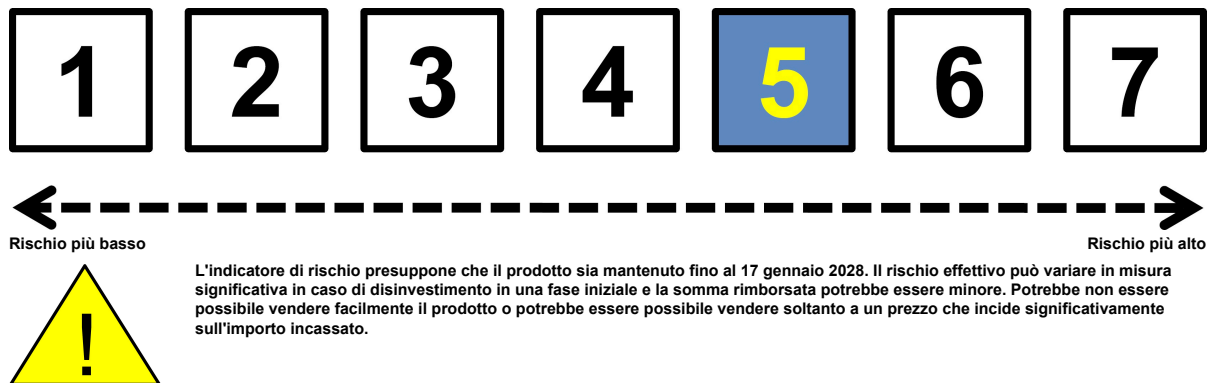 1 2 3 4 5 6 7
Rischio più basso Rischio più alto
L'indicatore di rischio presuppone che il prodotto sia mantenuto fino al 17 gennaio 2028. Il rischio effettivo può variare in misura
significativa in caso di disinvestimento in una fase iniziale e la somma rimborsata potrebbe essere minore. Potrebbe non essere
possibile vendere facilmente il prodotto o potrebbe essere possibile vendere soltanto a un prezzo che incide significativamente
sull'importo incassato.
!